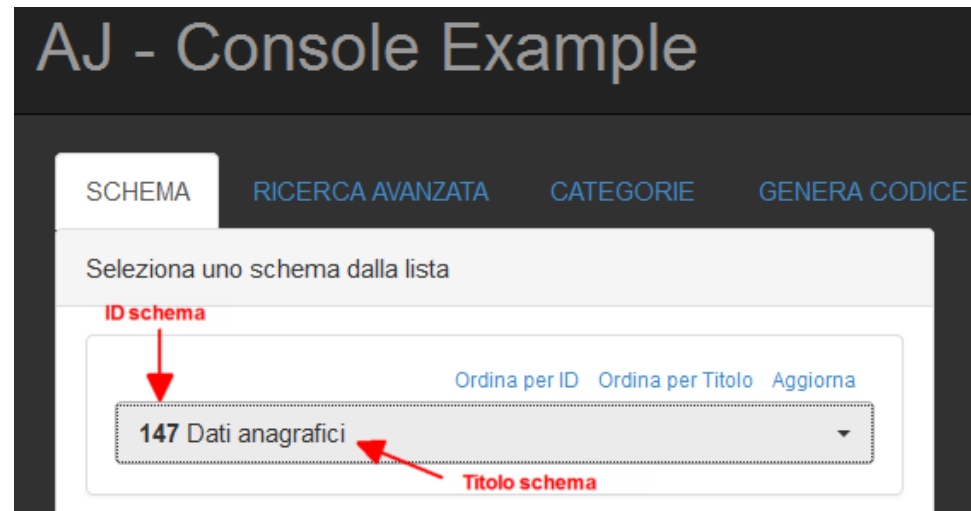 AJ - Console Example
SCHEMA RICERCA AVANZATA CATEGORIE GENERA CODICE
Seleziona uno schema dalla lista
ID schema
Ordina per ID Ordina per Titolo Aggiorna
147 Dati anagrafici
Titolo schema